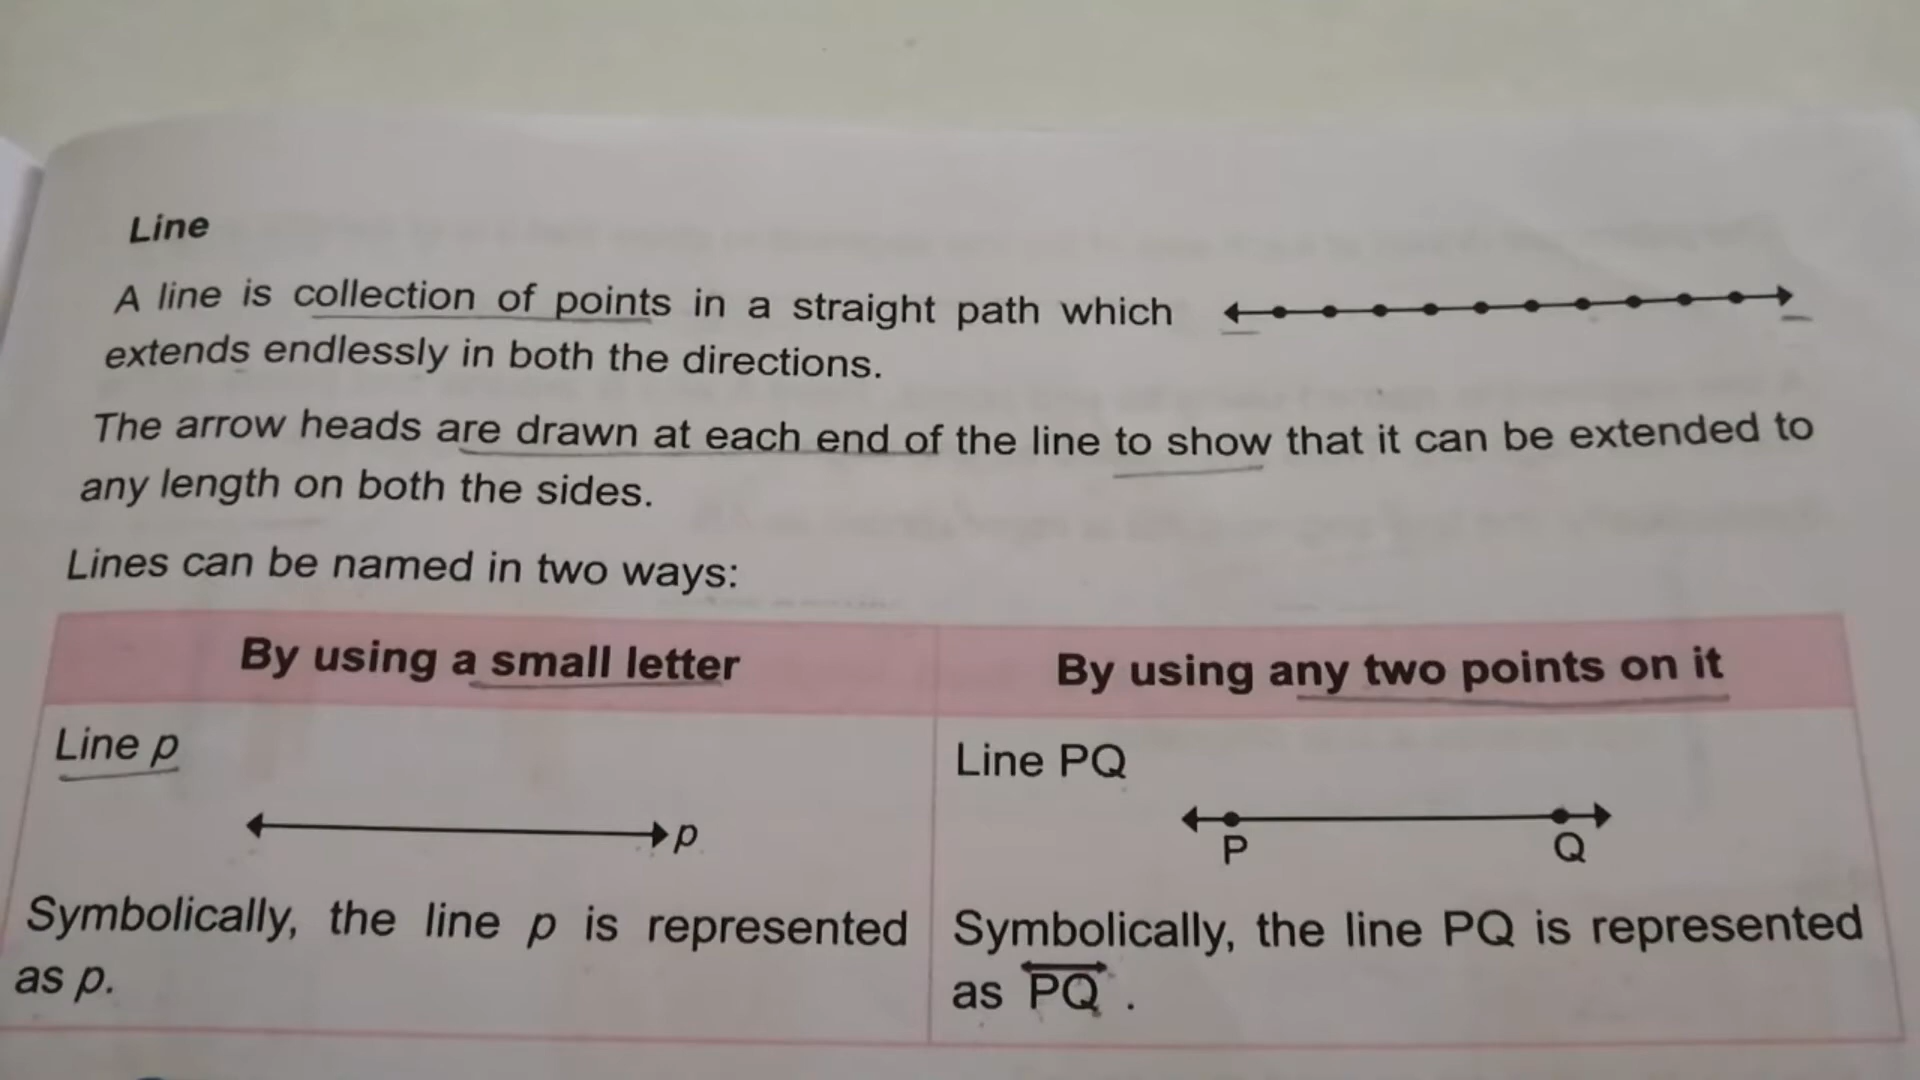 Line
A line is collection of points in a straight path which
extends endlessly in both the directions.
The arrow heads are drawn at each end of the line to show that it can be extended to
any length on both the sides.
Lines can be named in two ways:
By using a small letter
Line p
p
Symbolically, the line p is represented
as p.
By using any two points on it
Line PQ
P Q
Symbolically, the line PQ is represented
as P͍Q͍ .